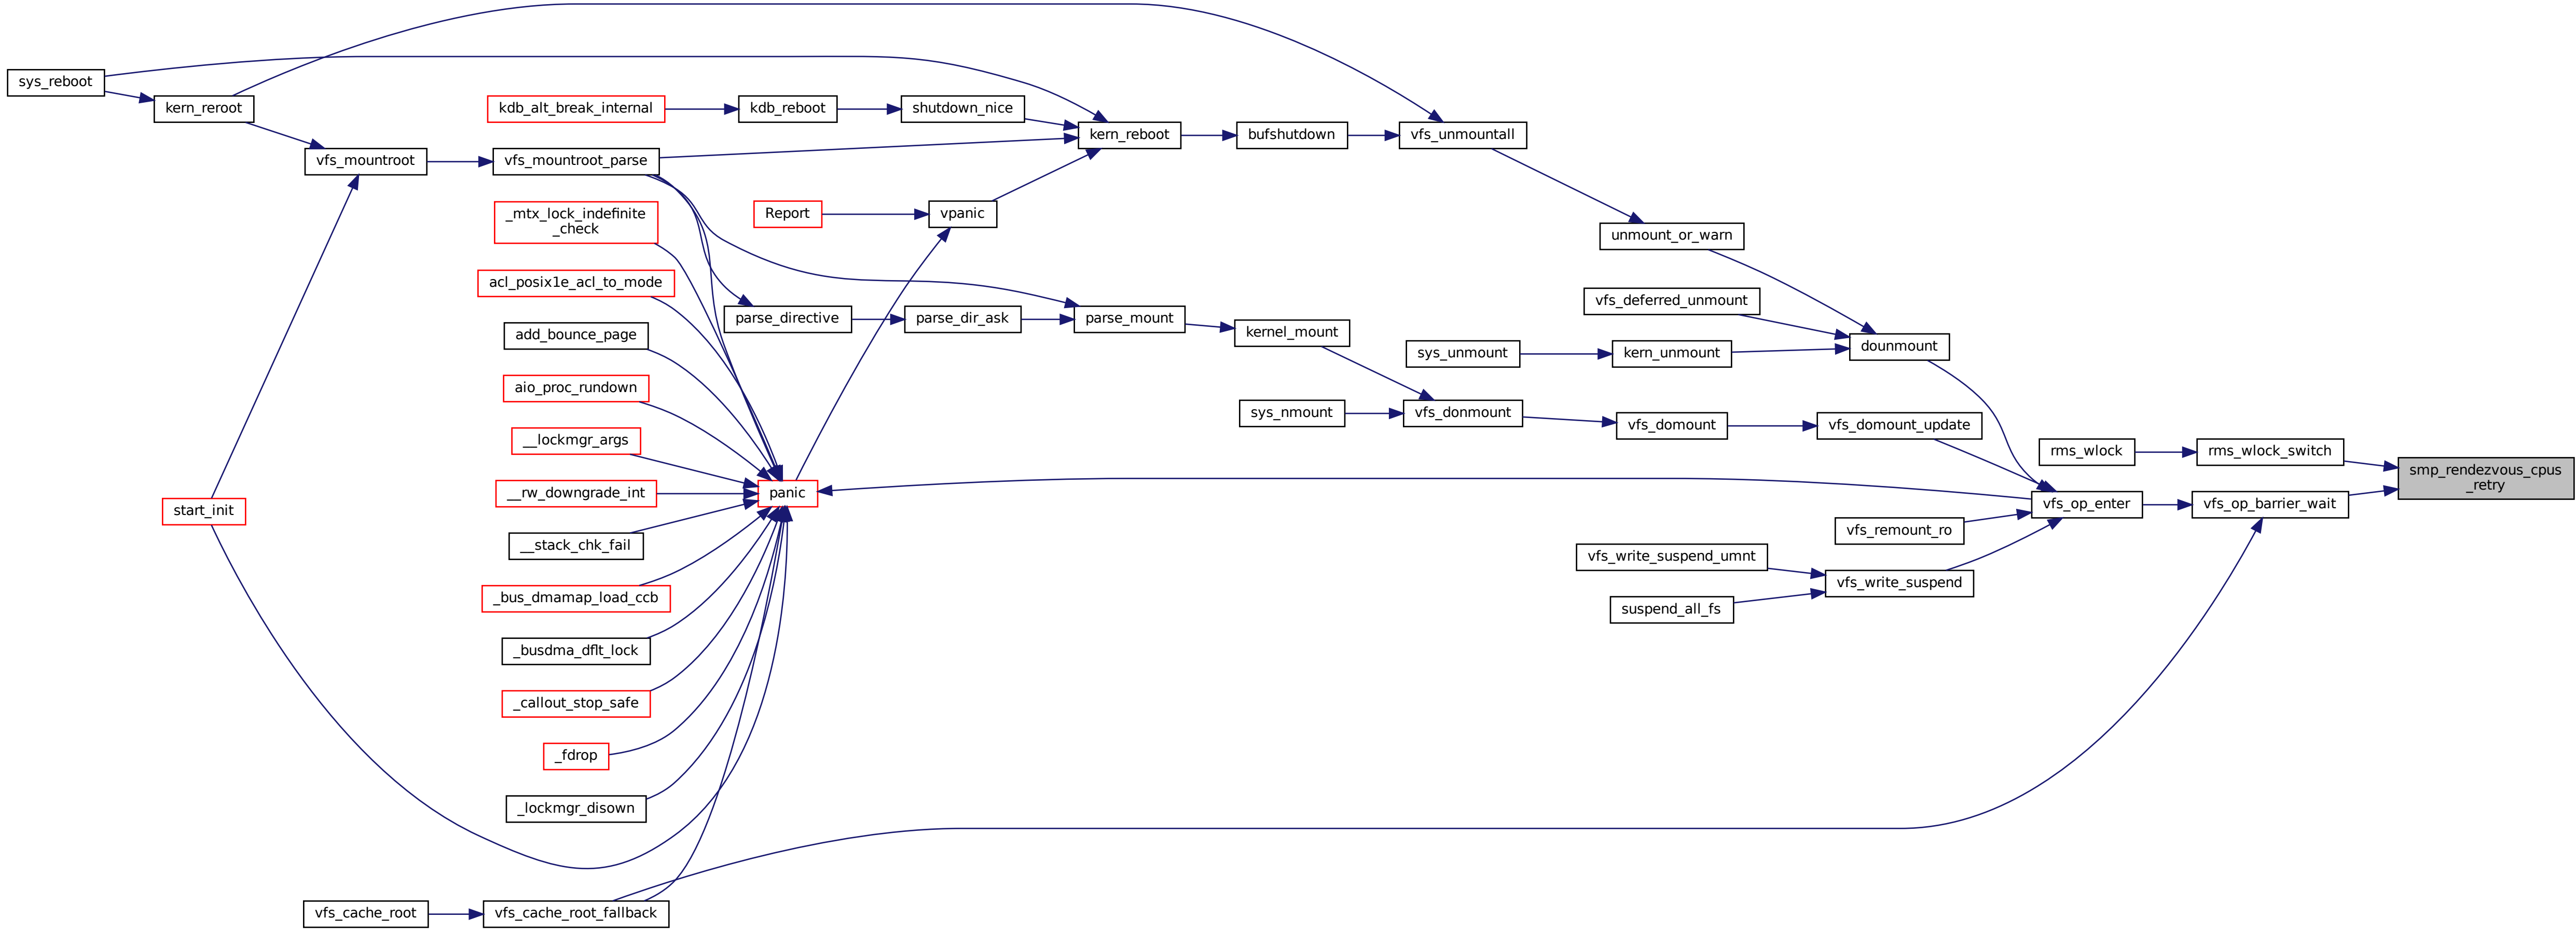 sys_reboot
kern_reroot
kdb_alt_break_internal
kdb_reboot
shutdown_nice
kern_reboot
bufshutdown
vfs_unmountall
vfs_mountroot
vfs_mountroot_parse
_mtx_lock_indefinite
_check
Report
vpanic
unmount_or_warn
acl_posix1e_acl_to_mode
vfs_deferred_unmount
parse_directive
parse_dir_ask
parse_mount
kernel_mount
add_bounce_page
sys_unmount
kern_unmount
dounmount
aio_proc_rundown
sys_nmount
vfs_donmount
vfs_domount
vfs_domount_update
__lockmgr_args
rms_wlock
rms_wlock_switch
smp_rendezvous_cpus
_retry
__rw_downgrade_int
panic
start_init
vfs_op_enter
vfs_op_barrier_wait
vfs_remount_ro
__stack_chk_fail
vfs_write_suspend_umnt
vfs_write_suspend
_bus_dmamap_load_ccb
suspend_all_fs
_busdma_dflt_lock
_callout_stop_safe
_fdrop
_lockmgr_disown
vfs_cache_root
vfs_cache_root_fallback